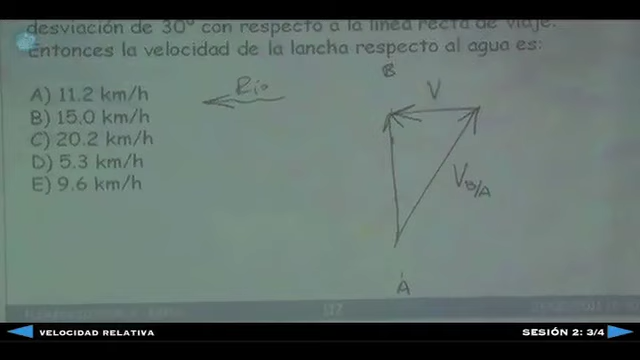 desviación de 30º con respecto a la línea recta de viaje.
Entonces la velocidad de la lancha respecto al agua es:
B
A) 11.2 km/h
Rio
V
B) 15.0 km/h
C) 20.2 km/h
D) 5.3 km/h
V B/A
E) 9.6 km/h
A
VELOCIDAD RELATIVA
SESIÓN 2: 3/4